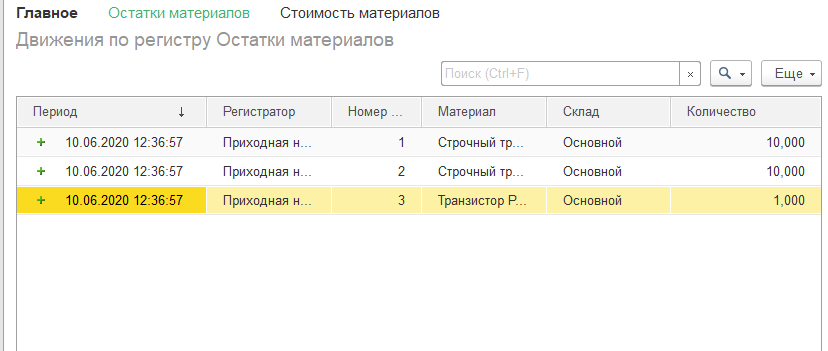 Главное Остатки материалов Стоимость материалов
Движения по регистру Остатки материалов
Поиск (Ctrl+F) × Еще
Период ↓ Регистратор Номер ... Материал Склад Количество
10.06.2020 12:36:57 Приходная н... 1 Строчный тр... Основной 10,000
10.06.2020 12:36:57 Приходная н... 2 Строчный тр... Основной 10,000
10.06.2020 12:36:57 Приходная н... 3 Транзистор Р... Основной 1,000